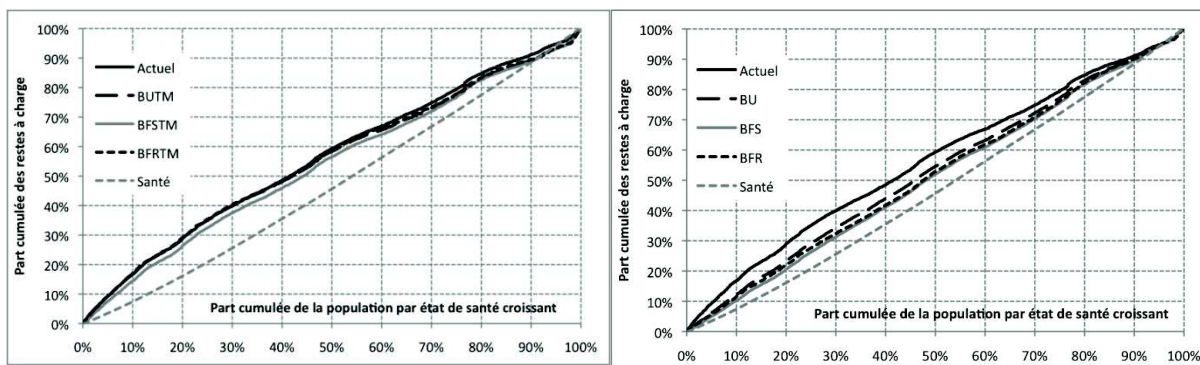 Part cumulée des restes à charge
100%
90%
80%
70%
60%
50%
40%
30%
20%
10%
0%
Actuel
BUTM
BFSTM
BFRTM
Santé
Part cumulée de la population par état de santé croissant
0% 10% 20% 30% 40% 50% 60% 70% 80% 90% 100%
Part cumulée des restes à charge
100%
90%
80%
70%
60%
50%
40%
30%
20%
10%
0%
Actuel
BU
BFS
BFR
Santé
Part cumulée de la population par état de santé croissant
0% 10% 20% 30% 40% 50% 60% 70% 80% 90% 100%